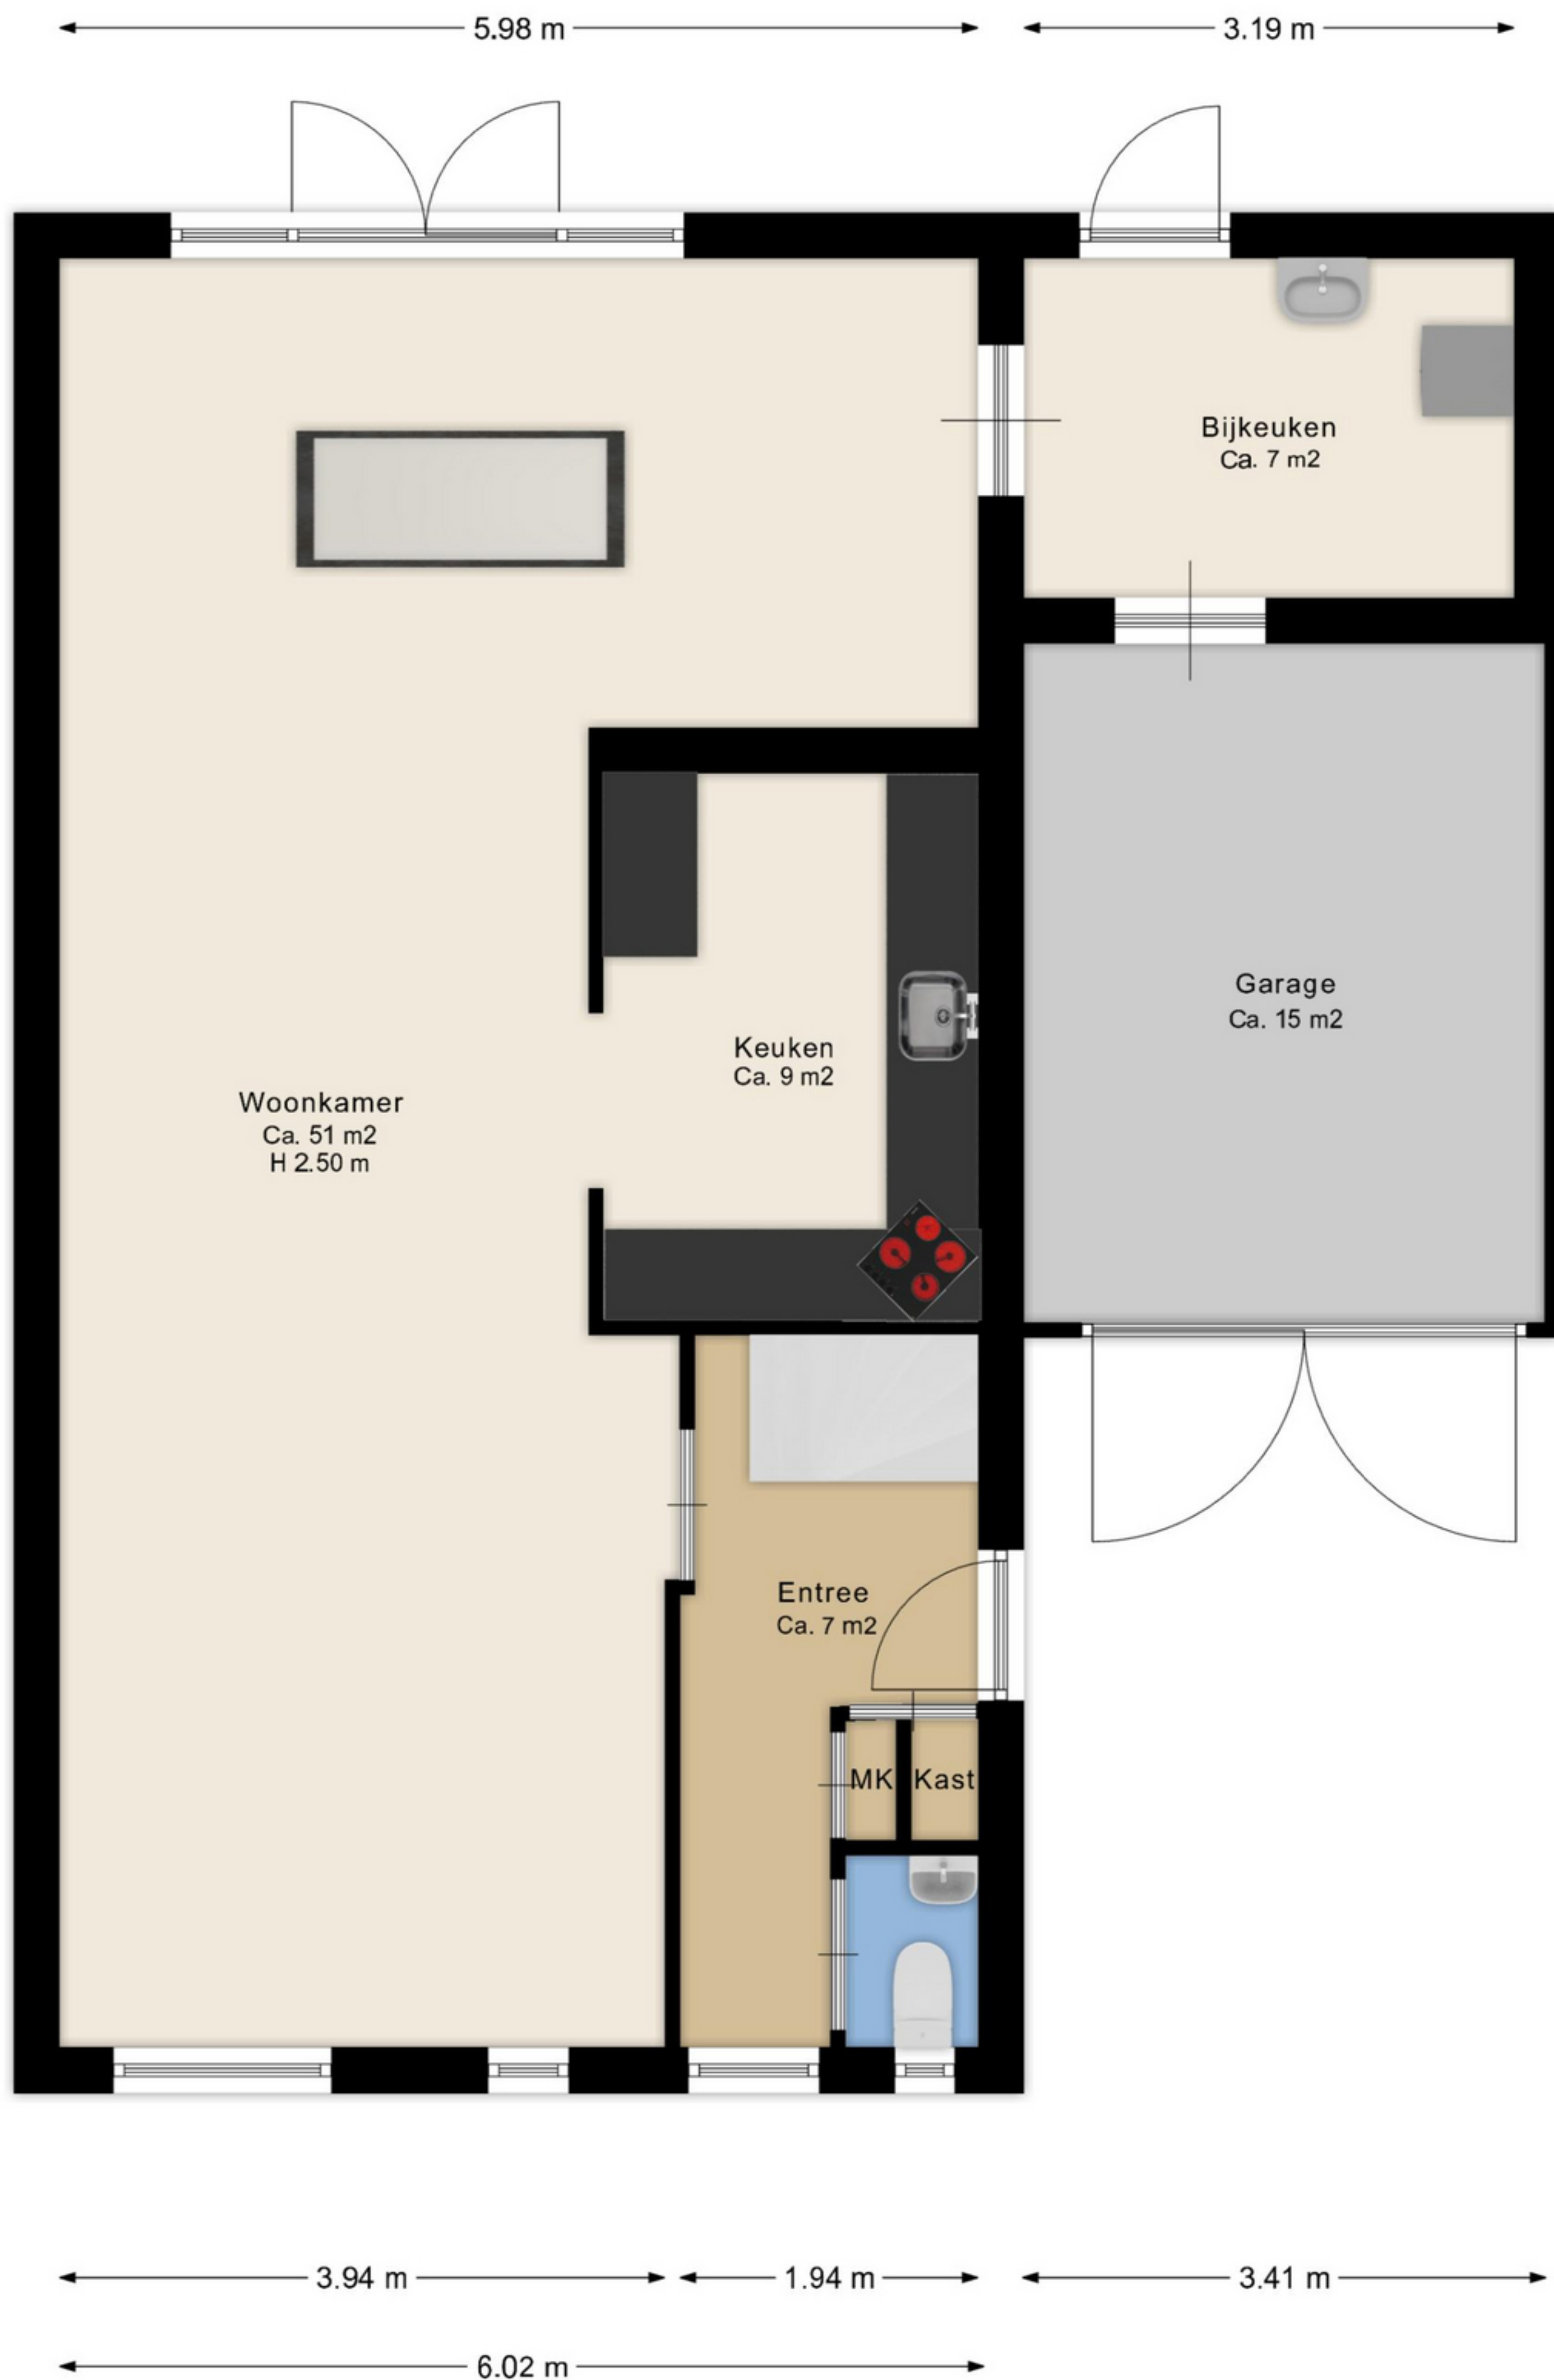 5.98 m
3.19 m
Bijkeuken
Ca. 7 m2
Garage
Ca. 15 m2
Keuken
Ca. 9 m2
Woonkamer
Ca. 51 m2
H 2.50 m
Entree
Ca. 7 m2
MK
Kast
3.94 m
1.94 m
3.41 m
6.02 m